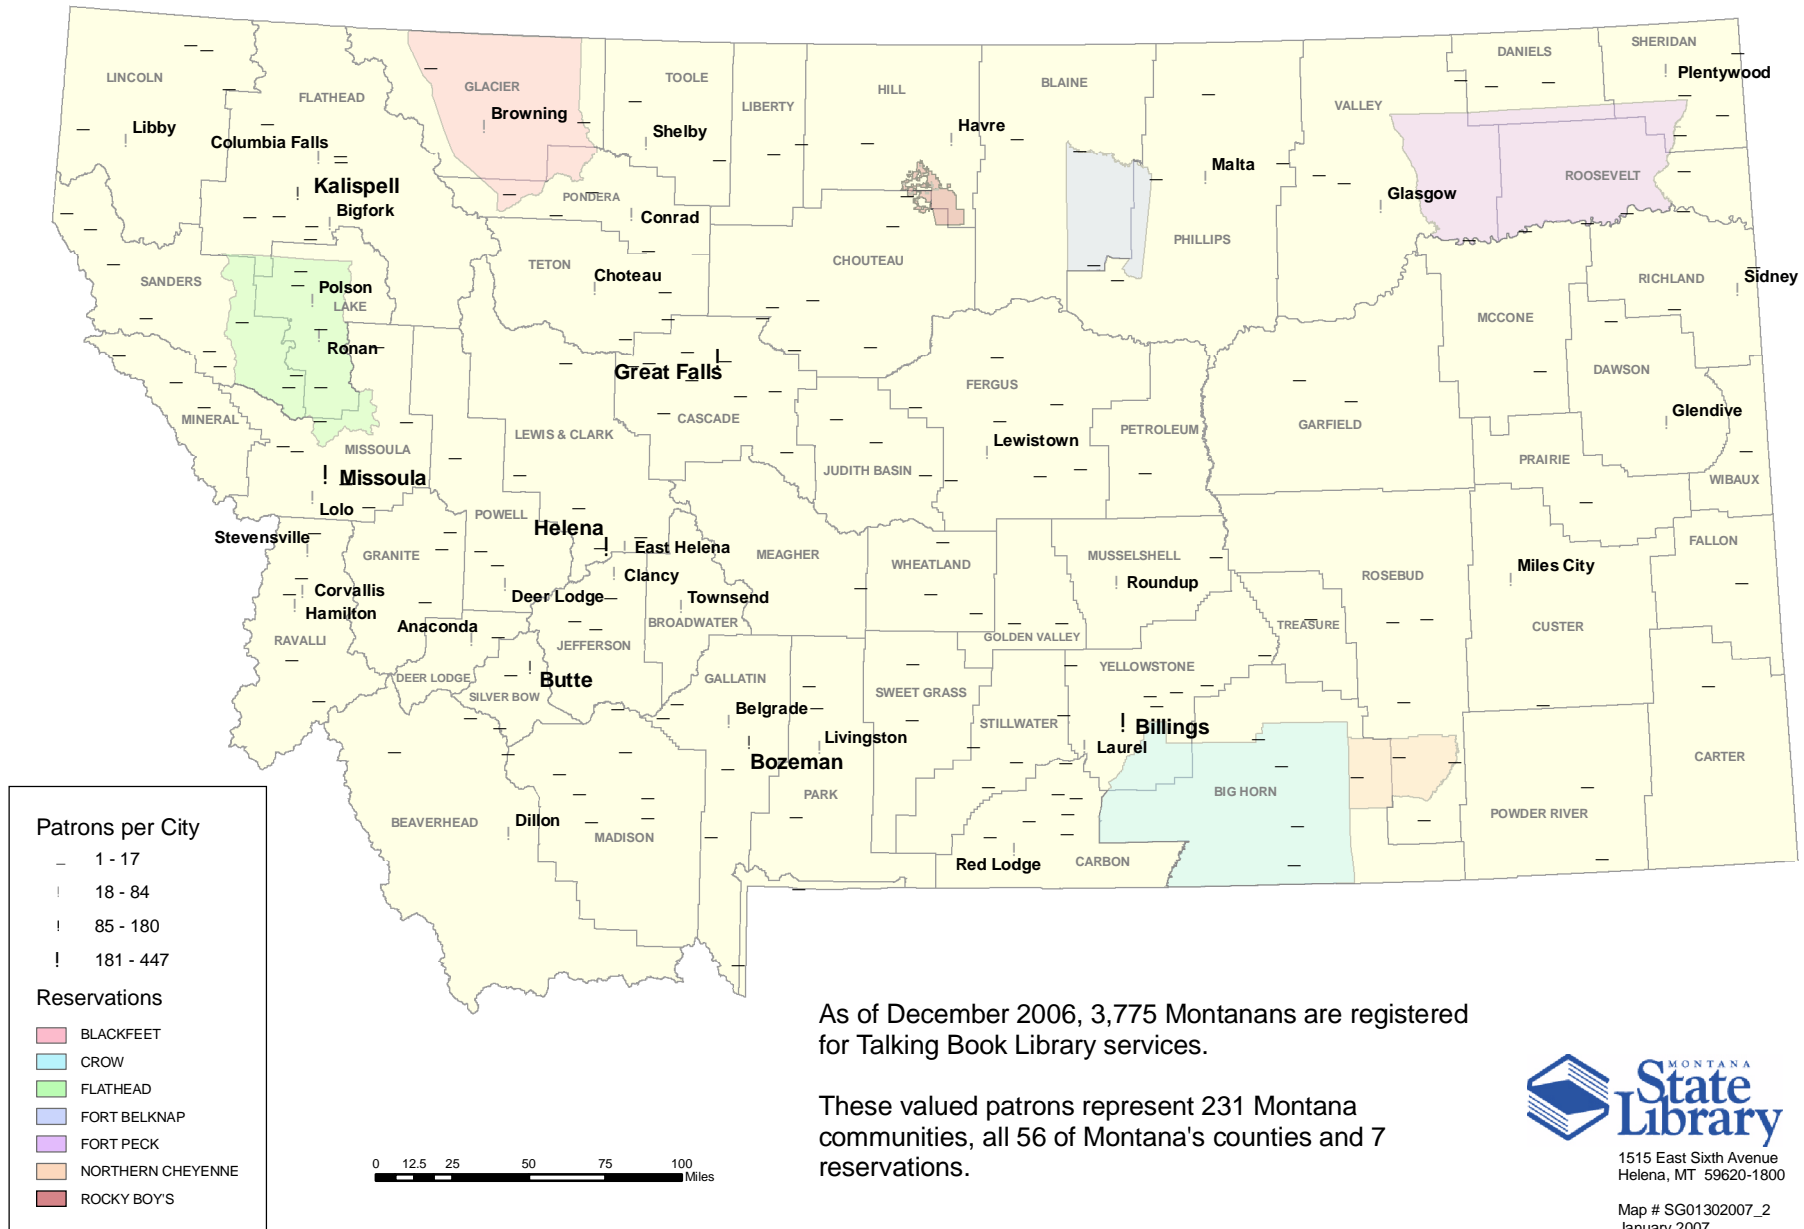 LINCOLN
FLATHEAD
GLACIER
TOOLE
LIBERTY
HILL
BLAINE
VALLEY
DANIELS
SHERIDAN
Plentywood
Browning
Libby
Columbia Falls
Shelby
Havre
Malta
ROOSEVELT
Kalispell
Bigfork
PONDERA
Conrad
Glasgow
PHILLIPS
SANDERS
TETON
Choteau
CHOUTEAU
RICHLAND
Sidney
Polson
LAKE
MCCONE
Ronan
Great Falls
FERGUS
DAWSON
MINERAL
CASCADE
Glendive
LEWIS & CLARK
Lewistown
PETROLEUM
GARFIELD
MISSOULA
JUDITH BASIN
PRAIRIE
Missoula
WIBAUX
Lolo
POWELL
Stevensville
Helena
East Helena
GRANITE
MEAGHER
WHEATLAND
MUSSELSHELL
ROSEBUD
FALLON
Miles City
Clancy
Corvallis
Deer Lodge
Townsend
Roundup
Hamilton
Anaconda
BROADWATER
TREASURE
CUSTER
RAVALLI
JEFFERSON
GOLDEN VALLEY
DEER LODGE
Butte
GALLATIN
YELLOWSTONE
SILVER BOW
SWEET GRASS
Belgrade
STILLWATER
Billings
Livingston
Laurel
Bozeman
CARTER
PARK
BIG HORN
POWDER RIVER
BEAVERHEAD
Dillon
MADISON
Red Lodge
CARBON
Patrons per City
1 - 17
18 - 84
85 - 180
181 - 447
Reservations
BLACKFEET
CROW
FLATHEAD
FORT BELKNAP
FORT PECK
NORTHERN CHEYENNE
ROCKY BOY'S
0 12.5 25 50 75 100
Miles
As of December 2006, 3,775 Montanans are registered
for Talking Book Library services.
These valued patrons represent 231 Montana
communities, all 56 of Montana's counties and 7
reservations.
MONTANA
State
Library
1515 East Sixth Avenue
Helena, MT 59620-1800
Map # SG01302007_2
January 2007